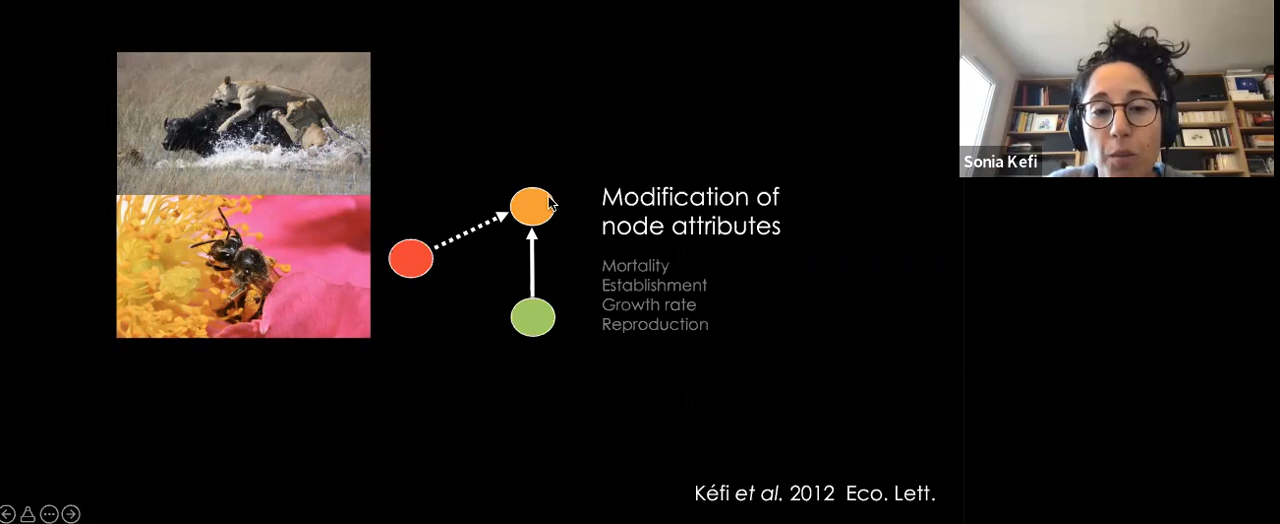 Sonia Kefi
Modification of
node attributes
Mortality
Establishment
Growth rate
Reproduction
Kéfi et al. 2012 Eco. Lett.